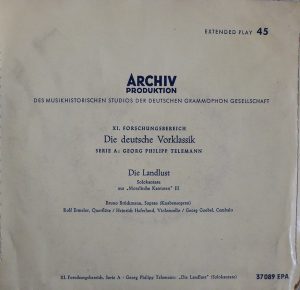 EXTENDED PLAY 45
ARCHIV
PRODUKTION
DES MUSIKHISTORISCHEN STUDIOS DER DEUTSCHEN GRAMMOPHON GESELLSCHAFT
XI. FORSCHUNGSBEREICH
Die deutsche Vorklassik
SERIE A: GEORG PHILIPP TELEMANN
Die Landlust
Solokantate
aus „Moralische Kantaten" III
Bruno Brückmann, Sopran (Knabensopran)
Rolf Ermeler, Querflöte / Heinrich Haferland, Violoncello / Georg Goebel, Cembalo
XI. Forschungsbereich, Serie A - Georg Philipp Telemann: „Die Landlust" (Solokantate)
37089 EPA